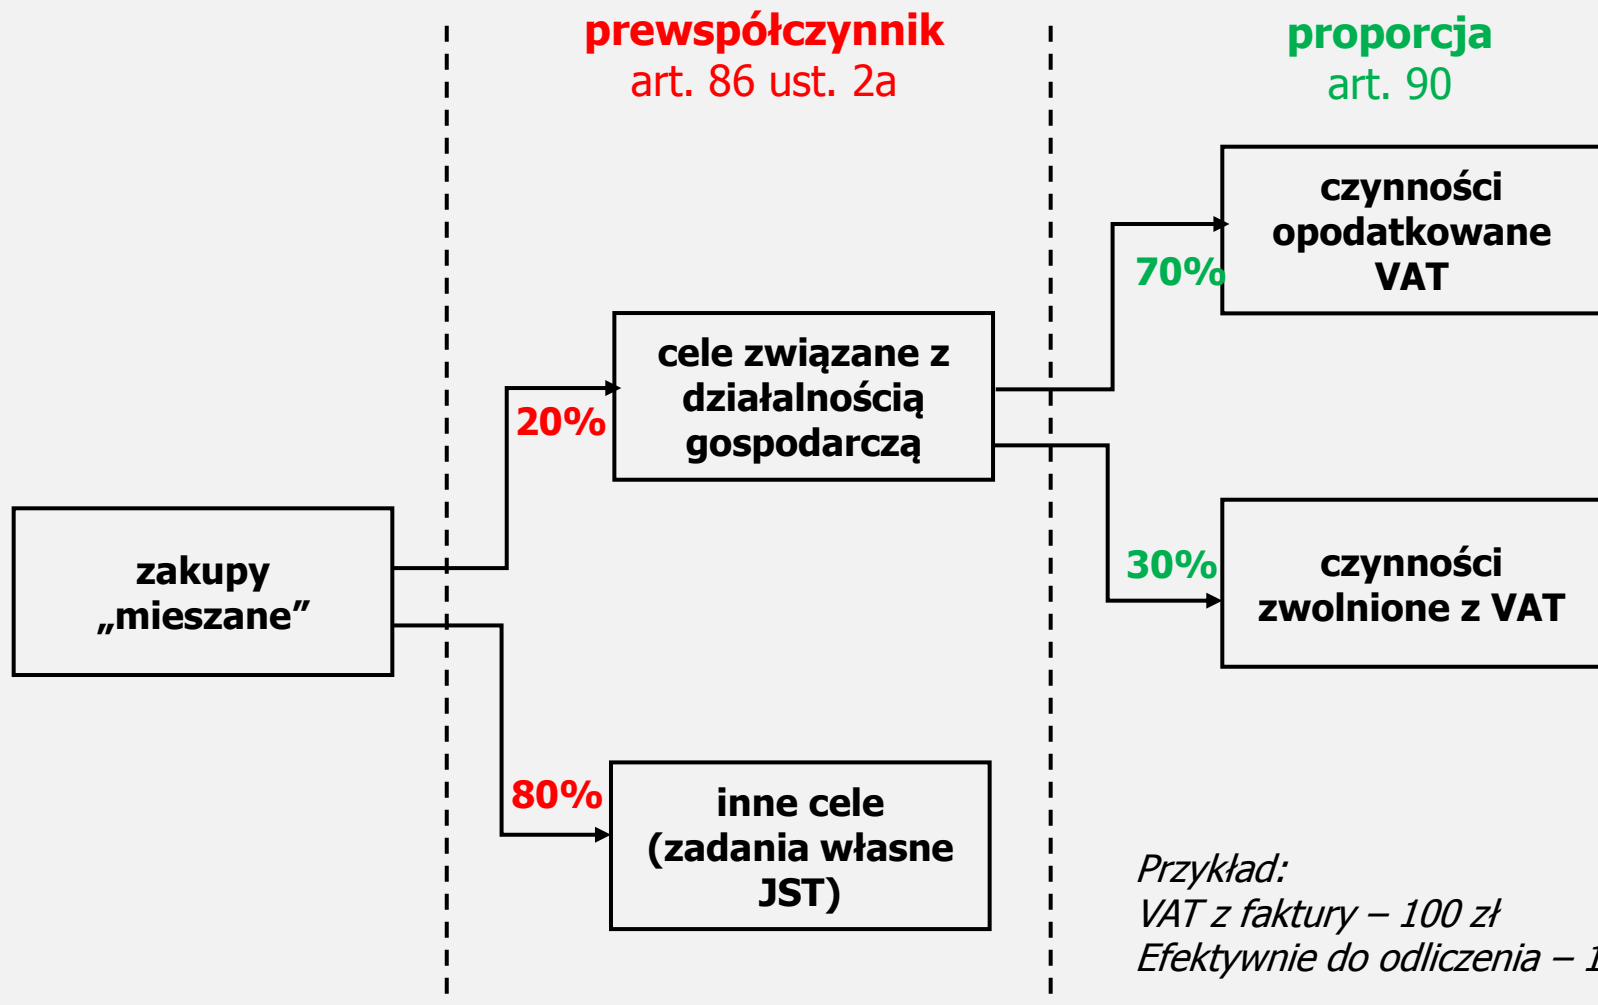 prewspółczynnik
art. 86 ust. 2a
proporcja
art. 90
czynności
opodatkowane
VAT
70%
cele związane z
działalnością
gospodarczą
20%
zakupy
„mieszane”
30%
czynności
zwolnione z VAT
80%
inne cele
(zadania własne
JST)
Przykład:
VAT z faktury – 100 zł
Efektywnie do odliczenia –